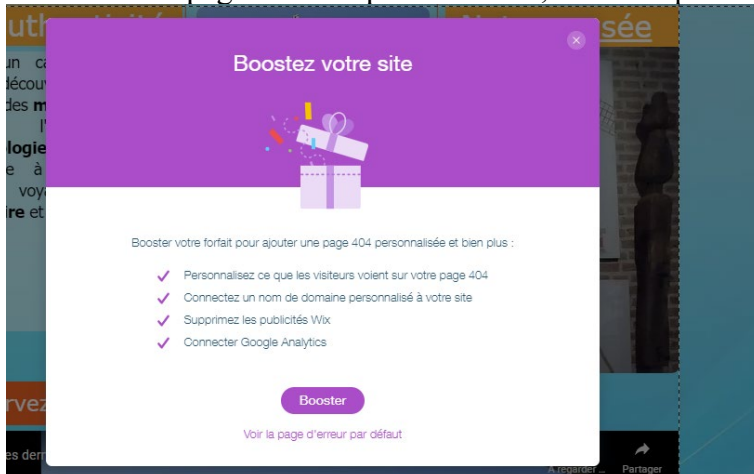 page
Boostez votre site
Booster votre forfait pour ajouter une page 404 personnalisée et bien plus :
Personnalisez ce que les visiteurs voient sur votre page 404
Connectez un nom de domaine personnalisé à votre site
Supprimez les publicités Wix
Connecter Google Analytics
Booster
Voir la page d'erreur par défaut
À regarder ... Partager